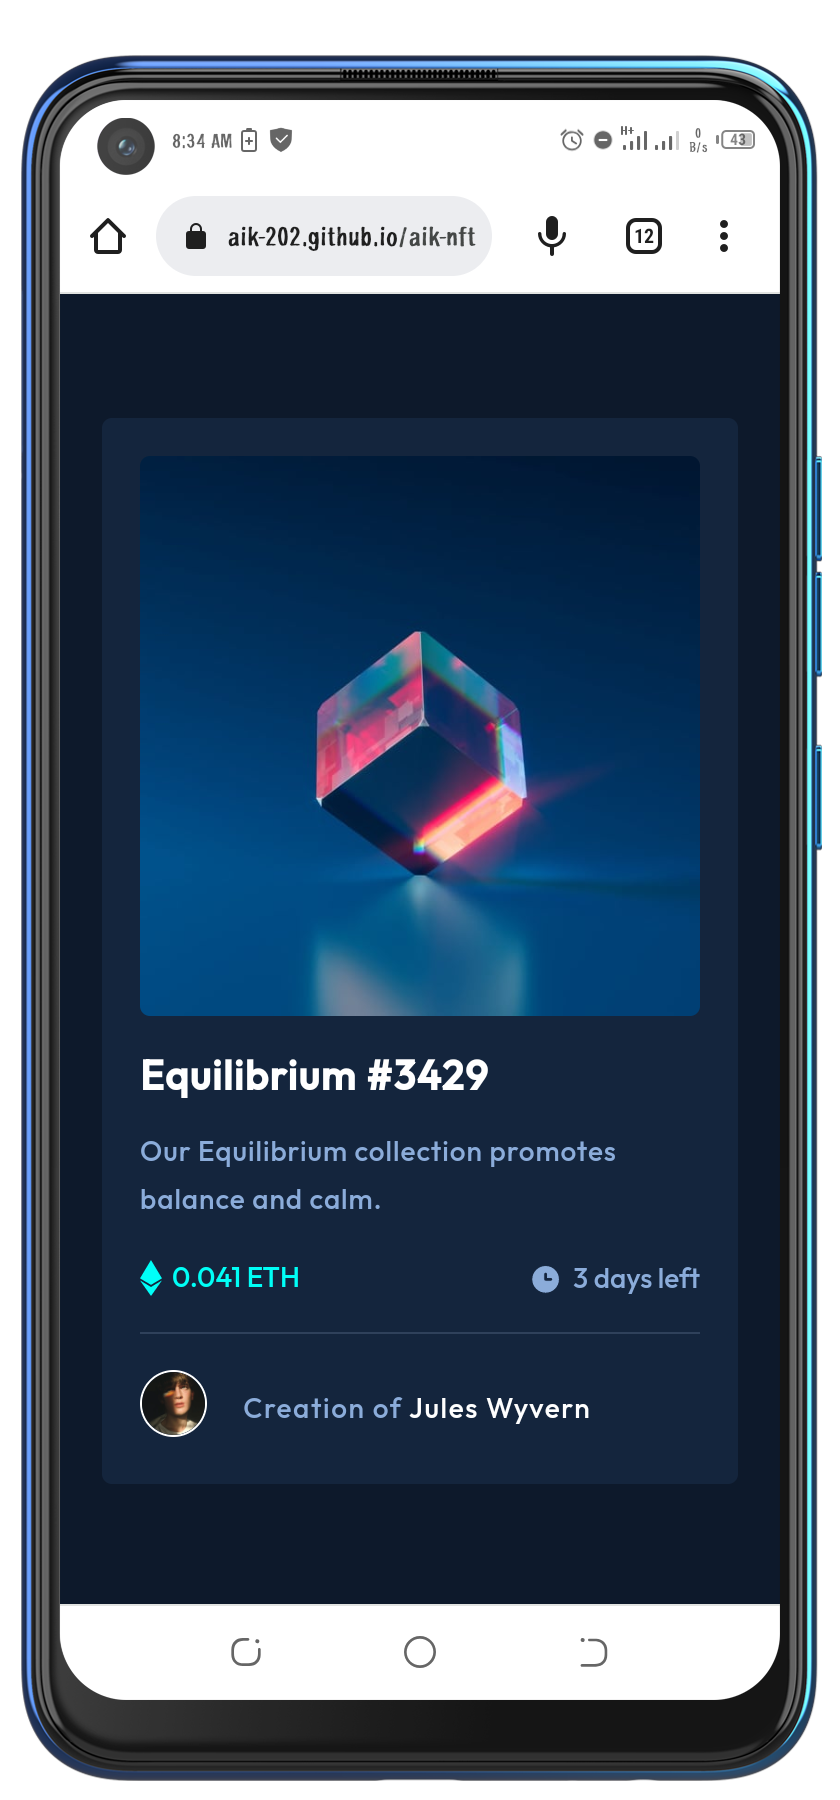 8:34 AM
H+
0
B/s
43
aik-202.github.io/aik-nft
12
Equilibrium #3429
Our Equilibrium collection promotes
balance and calm.
0.041 ETH
3 days left
Creation of Jules Wyvern